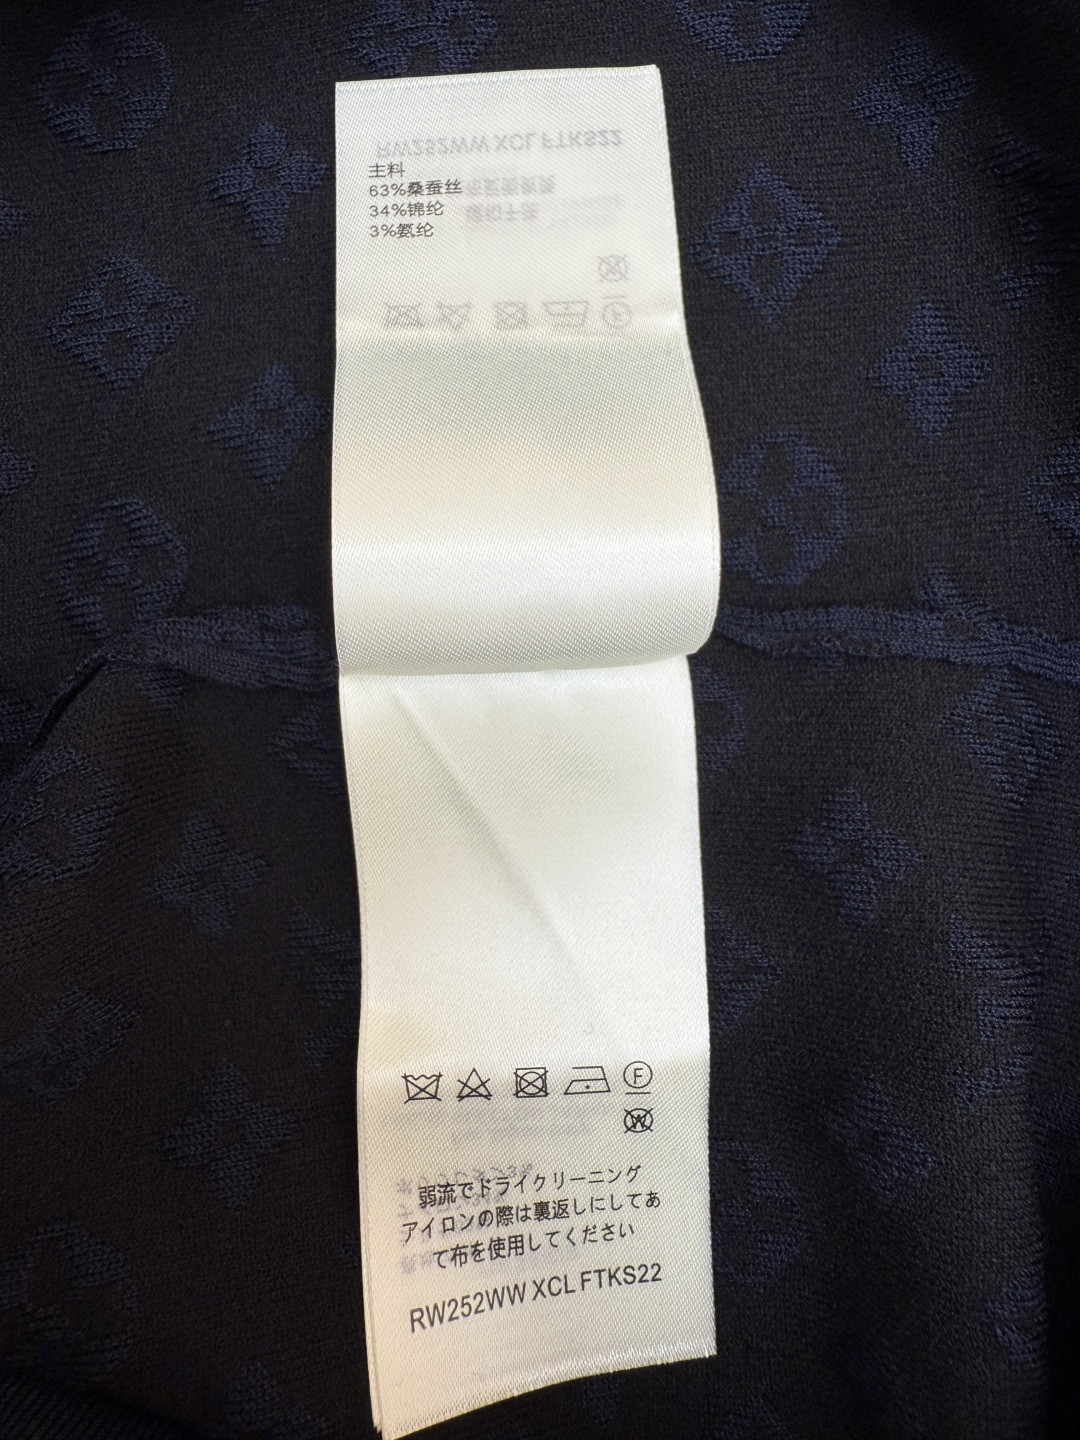 主料
63%桑蚕丝
34%锦纶
3%氨纶
F
W
弱流でドライクリーニング
アイロンの際は裏返しにしてあ
て布を使用してください
RW252WW XCL FTKS22